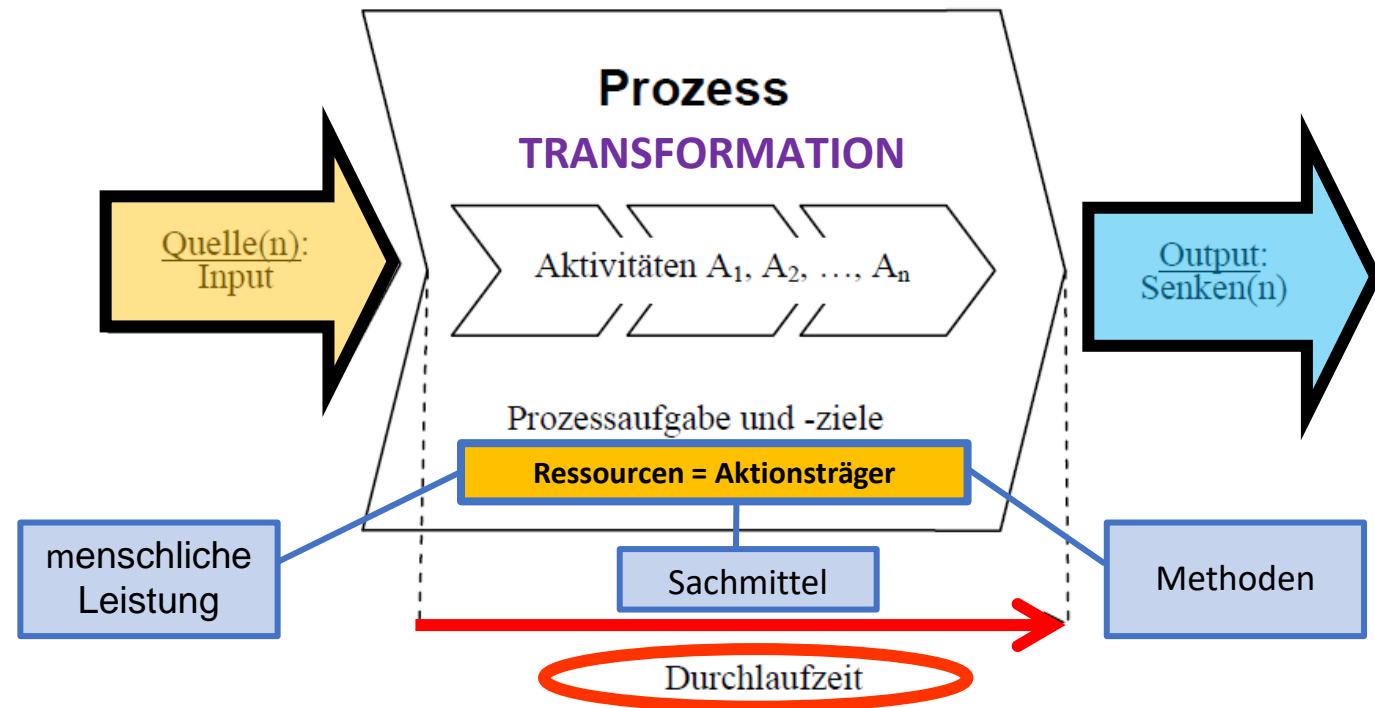 Prozess
TRANSFORMATION
Quelle(n):
Input
Aktivitäten A₁, A₂, …, Aₙ
Output:
Senken(n)
Prozessaufgabe und -ziele
Ressourcen = Aktionsträger
menschliche
Leistung
Sachmittel
Methoden
Durchlaufzeit